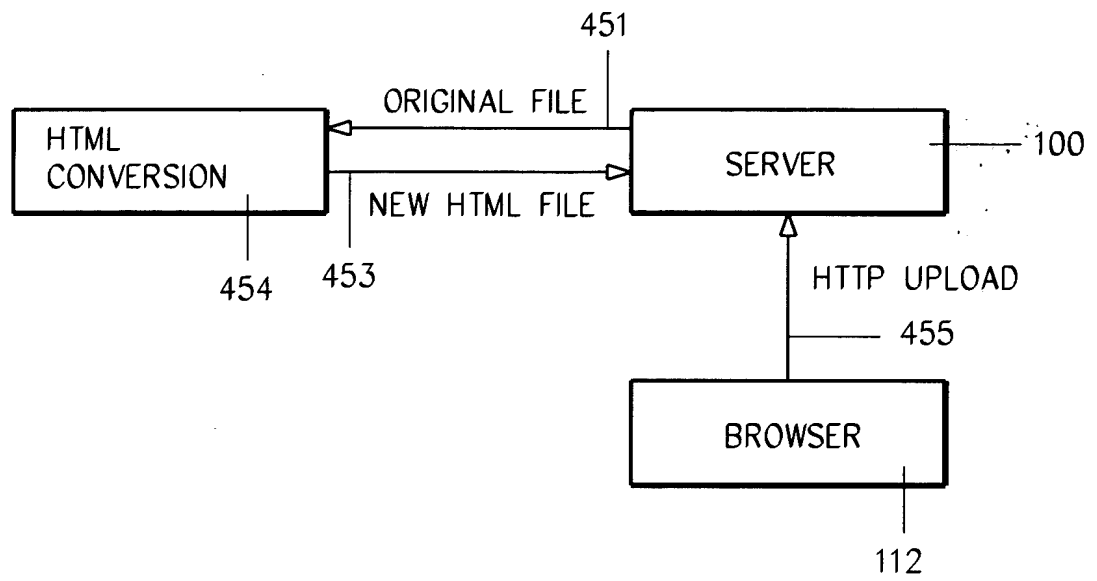 451
ORIGINAL FILE
HTML
CONVERSION
SERVER
100
NEW HTML FILE
454
453
HTTP UPLOAD
455
BROWSER
112